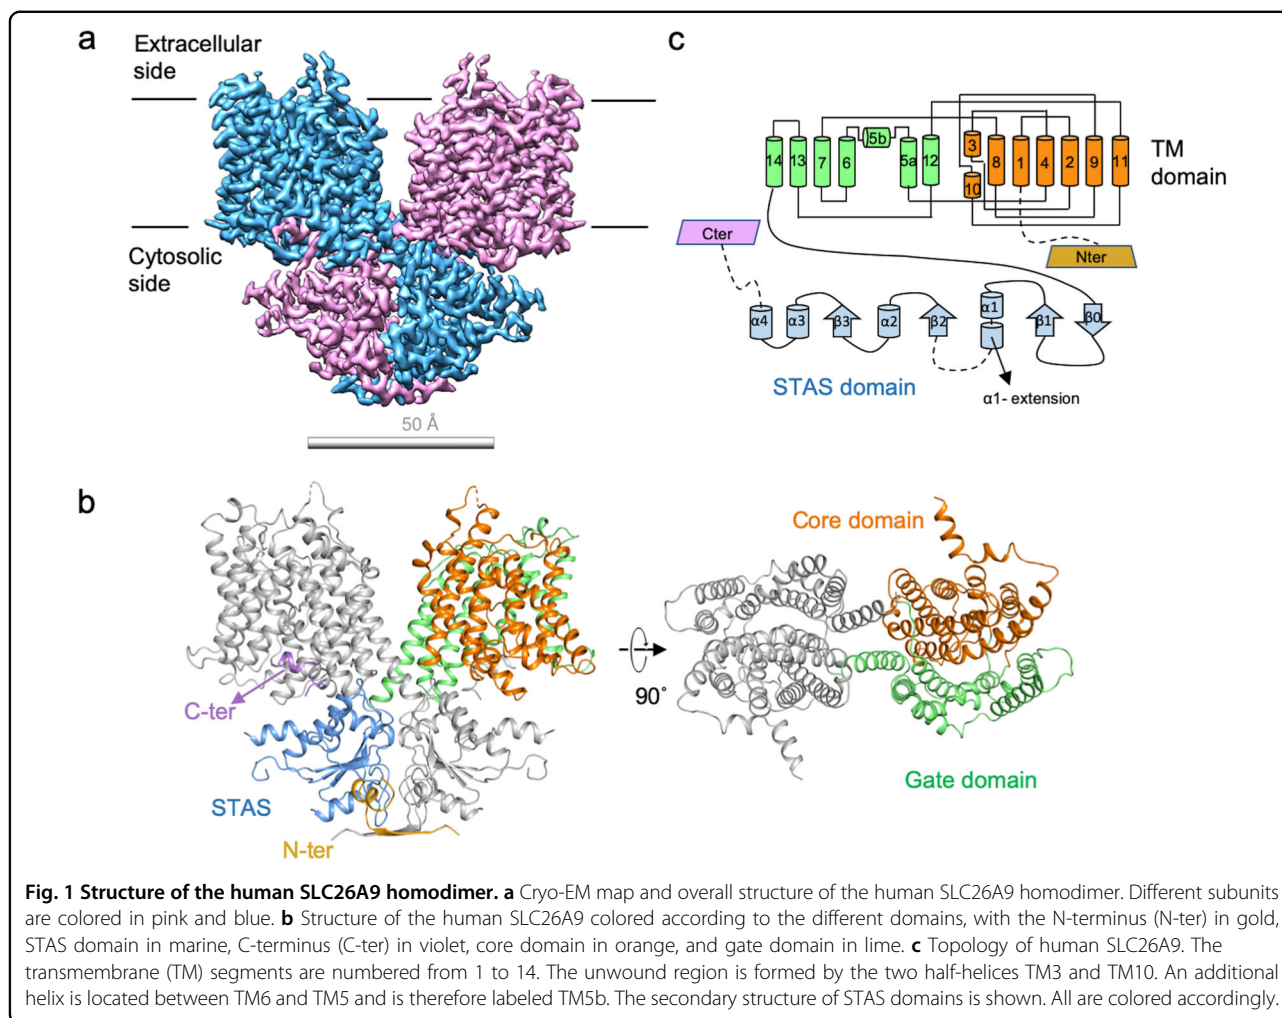 a
Extracellular
side
Cytosolic
side
50 Å
c
14
13
7
6
5b
5a
12
3
10
8
1
4
2
9
11
TM
domain
Cter
Nter
α4
α3
β3
α2
β2
α1
β1
β0
STAS domain
α1- extension
b
C-ter
STAS
N-ter
90°
Core domain
Gate domain
Fig. 1 Structure of the human SLC26A9 homodimer. a Cryo-EM map and overall structure of the human SLC26A9 homodimer. Different subunits
are colored in pink and blue. b Structure of the human SLC26A9 colored according to the different domains, with the N-terminus (N-ter) in gold,
STAS domain in marine, C-terminus (C-ter) in violet, core domain in orange, and gate domain in lime. c Topology of human SLC26A9. The
transmembrane (TM) segments are numbered from 1 to 14. The unwound region is formed by the two half-helices TM3 and TM10. An additional
helix is located between TM6 and TM5 and is therefore labeled TM5b. The secondary structure of STAS domains is shown. All are colored accordingly.